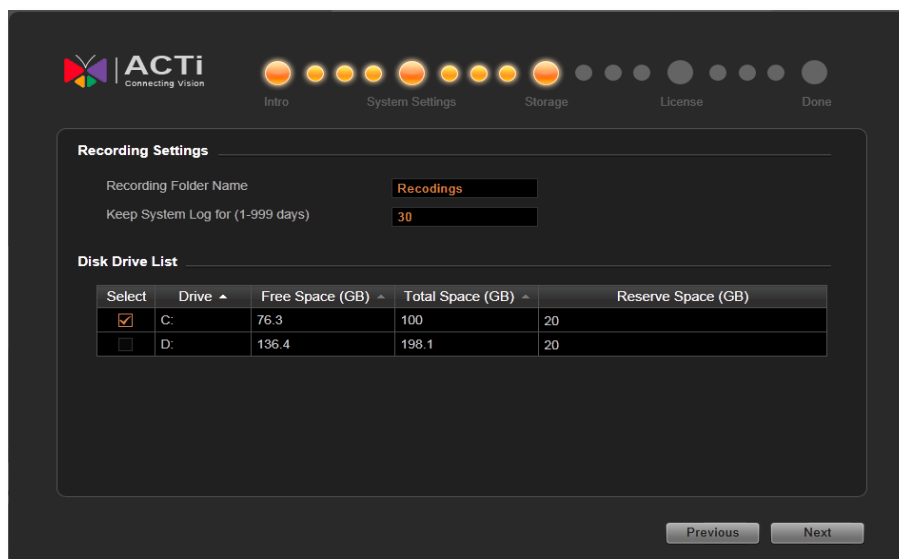 ACTi
Connecting Vision
Intro System Settings Storage License Done
Recording Settings
Recording Folder Name Recodings
Keep System Log for (1-999 days) 30
Disk Drive List
Select Drive Free Space (GB) Total Space (GB) Reserve Space (GB)
C: 76.3 100 20
D: 136.4 198.1 20
Previous Next